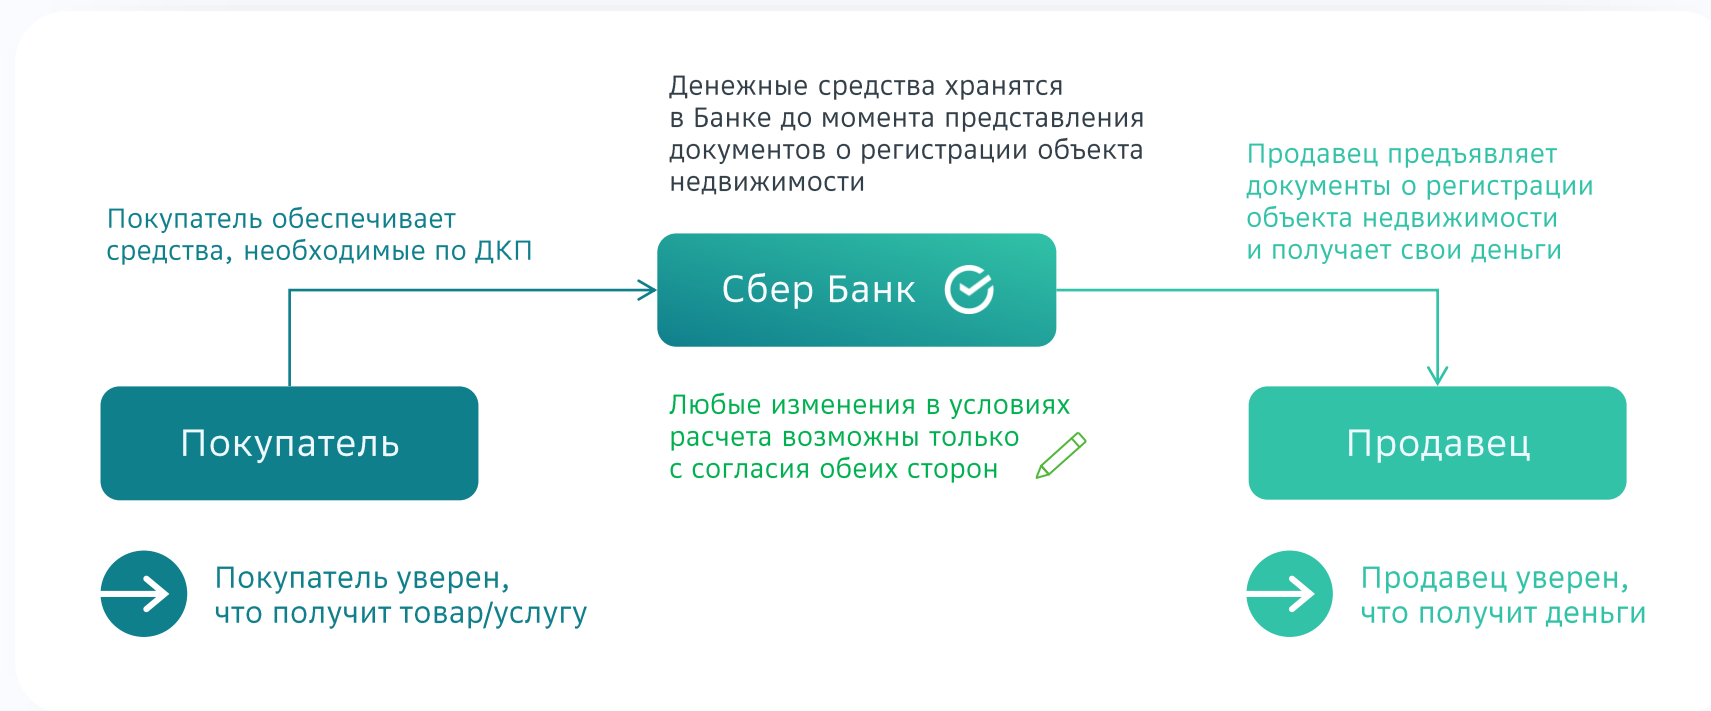 Денежные средства хранятся
в Банке до момента представления
документов о регистрации объекта
недвижимости
Покупатель обеспечивает
средства, необходимые по ДКП
Продавец предъявляет
документы о регистрации
объекта недвижимости
и получает свои деньги
Сбер Банк
Покупатель
Любые изменения в условиях
расчета возможны только
с согласия обеих сторон
Продавец
Покупатель уверен,
что получит товар/услугу
Продавец уверен,
что получит деньги